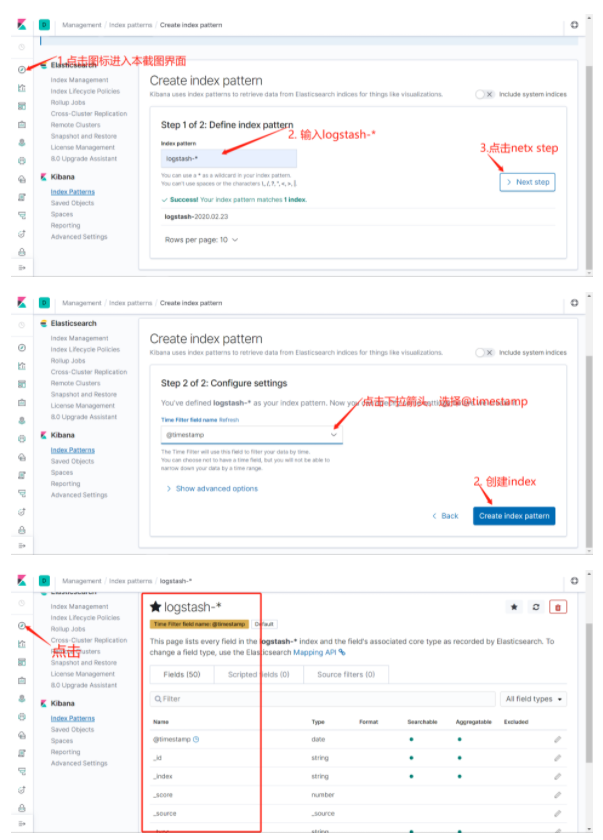 D Management / Index patterns / Create index pattern
1.点击图标进入本截图界面
Elasticsearch
Index Management
Index Lifecycle Policies
Rollup Jobs
Cross-Cluster Replication
Remote Clusters
Snapshot and Restore
License Management
8.0 Upgrade Assistant
Kibana
Index Patterns
Saved Objects
Spaces
Reporting
Advanced Settings
Create index pattern
Kibana uses index patterns to retrieve data from Elasticsearch indices for things like visualizations.
Include system indices
Step 1 of 2: Define index pattern
2. 输入logstash-*
Index pattern
logstash-*
3.点击netx step
You can use a * as a wildcard in your index pattern.
You can't use spaces or the characters \, /, ?, ", <, >, |.
> Next step
✓ Success! Your index pattern matches 1 index.
logstash-2020.02.23
Rows per page: 10
D Management / Index patterns / Create index pattern
Elasticsearch
Index Management
Index Lifecycle Policies
Rollup Jobs
Cross-Cluster Replication
Remote Clusters
Snapshot and Restore
License Management
8.0 Upgrade Assistant
Kibana
Index Patterns
Saved Objects
Spaces
Reporting
Advanced Settings
Create index pattern
Kibana uses index patterns to retrieve data from Elasticsearch indices for things like visualizations.
Include system indices
Step 2 of 2: Configure settings
You've defined logstash-* as your index pattern. Now you
点击下拉箭头，选择@timestamp
Time Filter field name Refresh
@timestamp
The Time Filter will use this field to filter your data by time.
You can choose not to have a time field, but you will not be able to
narrow down your data by a time range.
> Show advanced options
2. 创建index
< Back
Create index pattern
D Management / Index patterns / logstash-*
Elasticsearch
Index Management
Index Lifecycle Policies
Rollup Jobs
Cross-Cluster Replication
点击
Clusters
Snapshot and Restore
License Management
8.0 Upgrade Assistant
Kibana
Index Patterns
Saved Objects
Spaces
Reporting
Advanced Settings
★ logstash-*
Time Filter field name: @timestamp Default
This page lists every field in the logstash-* index and the field's associated core type as recorded by Elasticsearch. To
change a field type, use the Elasticsearch Mapping API
Fields (50) Scripted fields (0) Source filters (0)
Filter All field types
Name Type Format Searchable Aggregatable Excluded
@timestamp date
_id string
_index string
_score number
_source _source
_type string